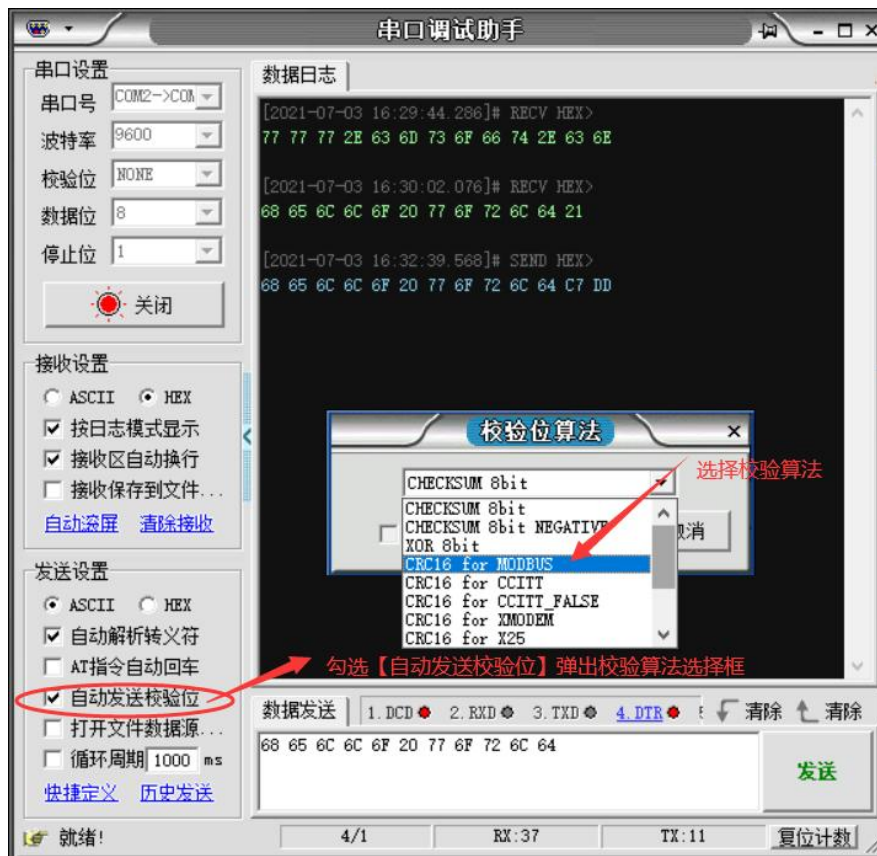 串口调试助手
串口设置
串口号 COM2->COM
波特率 9600
校验位 NONE
数据位 8
停止位 1
关闭
接收设置
ASCII HEX
按日志模式显示
接收区自动换行
接收保存到文件...
自动滚屏 清除接收
发送设置
ASCII HEX
自动解析转义符
AT指令自动回车
自动发送校验位
打开文件数据源...
循环周期 1000 ms
快捷定义 历史发送
数据日志
[2021-07-03 16:29:44.286]# RECV HEX>
77 77 77 2E 63 6D 73 6F 66 74 2E 63 6E
[2021-07-03 16:30:02.076]# RECV HEX>
68 65 6C 6C 6F 20 77 6F 72 6C 64 21
[2021-07-03 16:32:39.568]# SEND HEX>
68 65 6C 6C 6F 20 77 6F 72 6C 64 C7 DD
校验位算法
CHECKSUM 8bit
选择校验算法
CHECKSUM 8bit
CHECKSUM 8bit NEGATIVE
XOR 8bit
CRC16 for MODBUS
CRC16 for CCITT
CRC16 for CCITT_FALSE
CRC16 for XMODEM
CRC16 for X25
取消
勾选【自动发送校验位】弹出校验算法选择框
数据发送 1.DCD 2.RXD 3.TXD 4.DTR 清除 清除
68 65 6C 6C 6F 20 77 6F 72 6C 64
发送
就绪! 4/1 RX:37 TX:11 复位计数